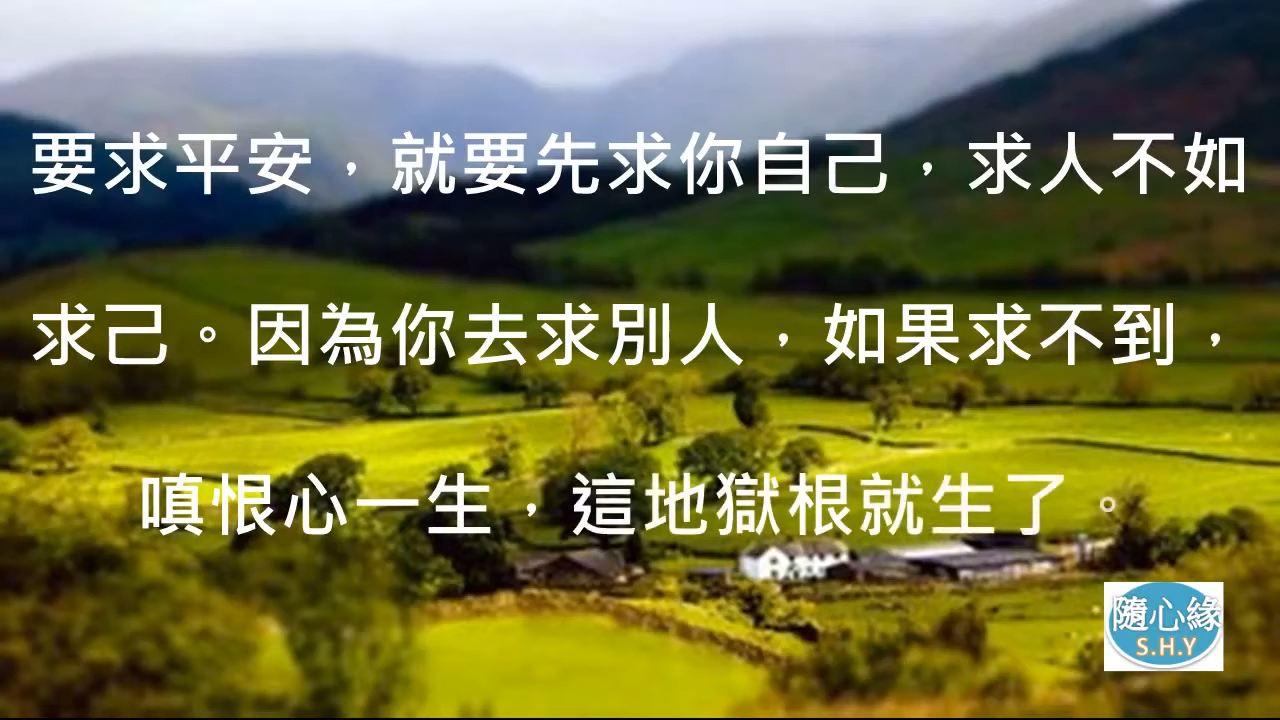 要求平安，就要先求你自己，求人不如
求己。因為你去求別人，如果求不到，
嗔恨心一生，這地獄根就生了。
隨心緣
S.H.Y